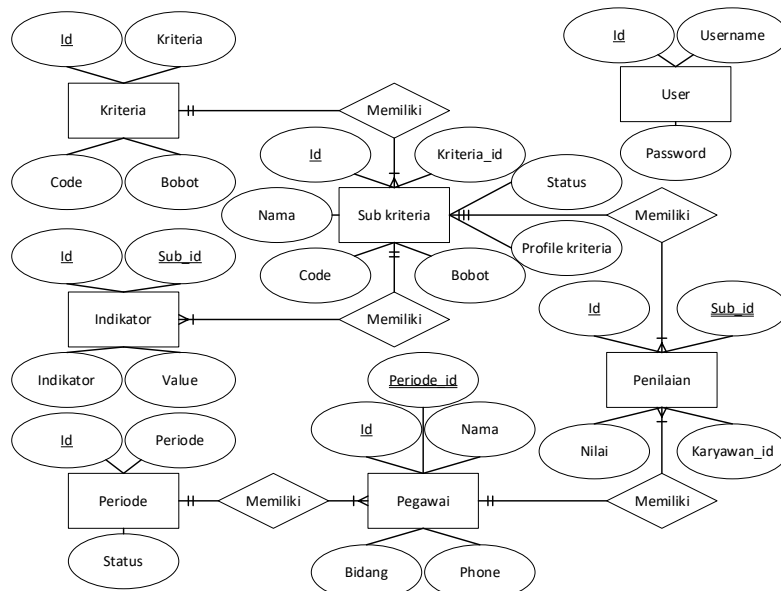 Id
Kriteria
Id
Username
Kriteria
Memiliki
User
Code
Bobot
Id
Kriteria_id
Status
Password
Nama
Sub kriteria
Memiliki
Id
Sub_id
Code
Bobot
Profile kriteria
Indikator
Memiliki
Id
Sub_id
Indikator
Value
Periode_id
Penilaian
Id
Periode
Id
Nama
Nilai
Karyawan_id
Periode
Memiliki
Pegawai
Memiliki
Status
Bidang
Phone